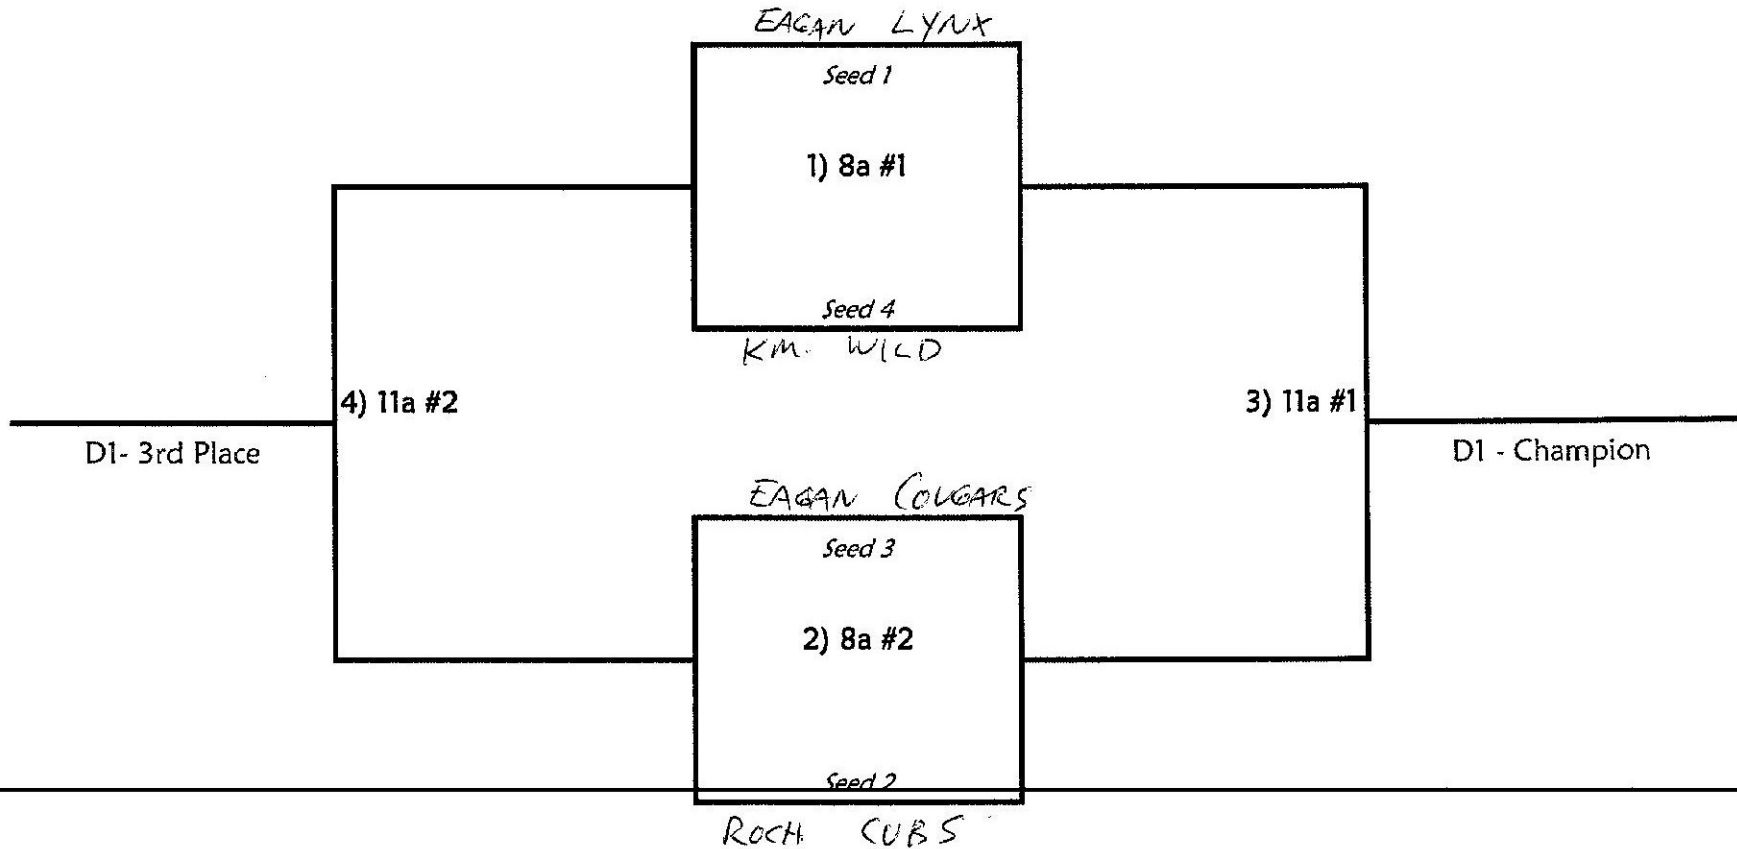 EAGAN LYNX
Seed 1
1) 8a #1
Seed 4
KM. WILD
4) 11a #2
3) 11a #1
D1- 3rd Place
D1 - Champion
EAGAN COUGARS
Seed 3
2) 8a #2
Seed 2
ROCH CUBS